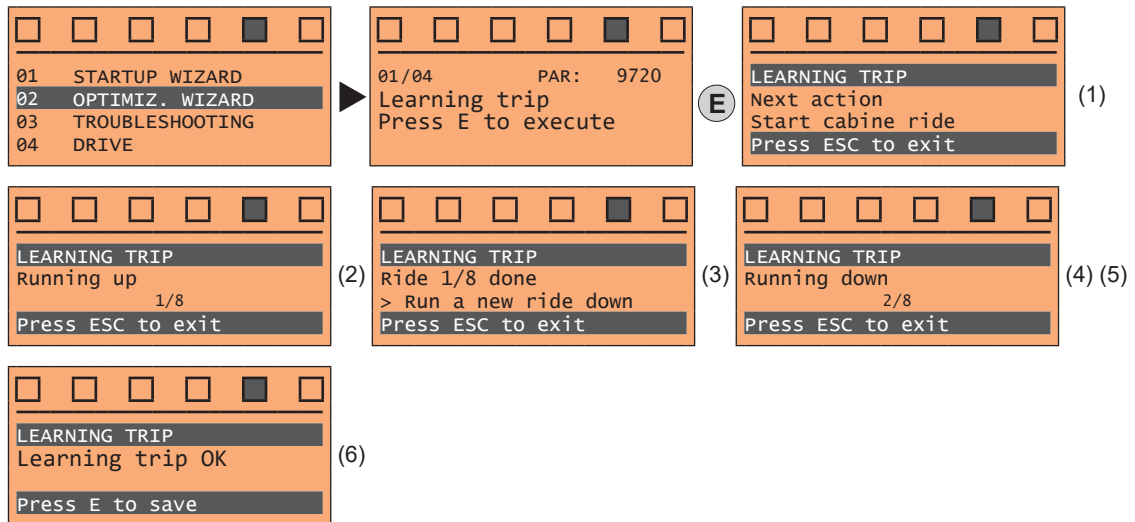 01 STARTUP WIZARD
02 OPTIMIZ. WIZARD
03 TROUBLESHOOTING
04 DRIVE
01/04 PAR: 9720
Learning trip
Press E to execute
E
LEARNING TRIP
Next action
Start cabine ride
Press ESC to exit
(1)
LEARNING TRIP
Running up
1/8
Press ESC to exit
(2)
LEARNING TRIP
Ride 1/8 done
> Run a new ride down
Press ESC to exit
(3)
LEARNING TRIP
Running down
2/8
Press ESC to exit
(4) (5)
LEARNING TRIP
Learning trip OK
Press E to save
(6)